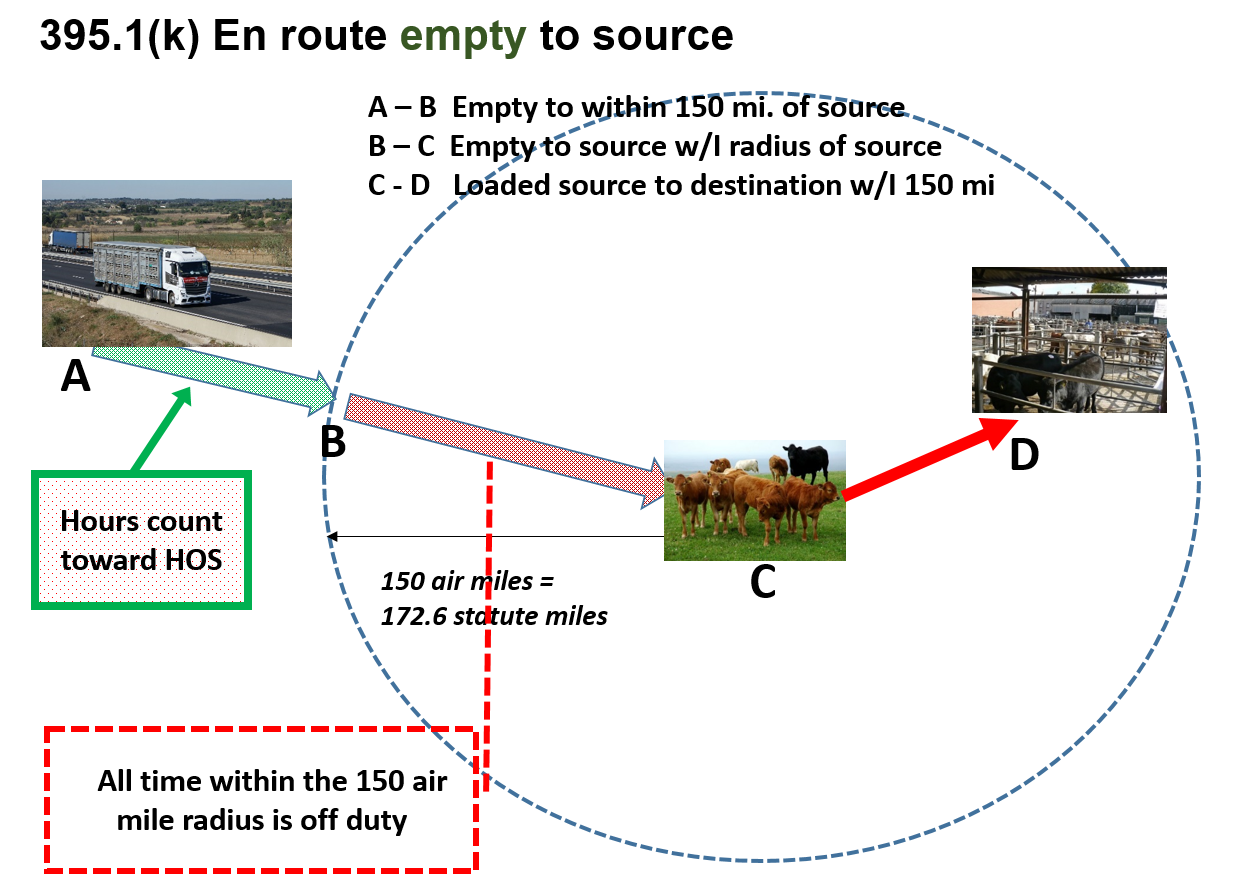 395.1(k) En route empty to source
A – B Empty to within 150 mi. of source
B – C Empty to source w/I radius of source
C - D Loaded source to destination w/I 150 mi
A
B
D
Hours count
toward HOS
C
150 air miles =
172.6 statute miles
All time within the 150 air
mile radius is off duty